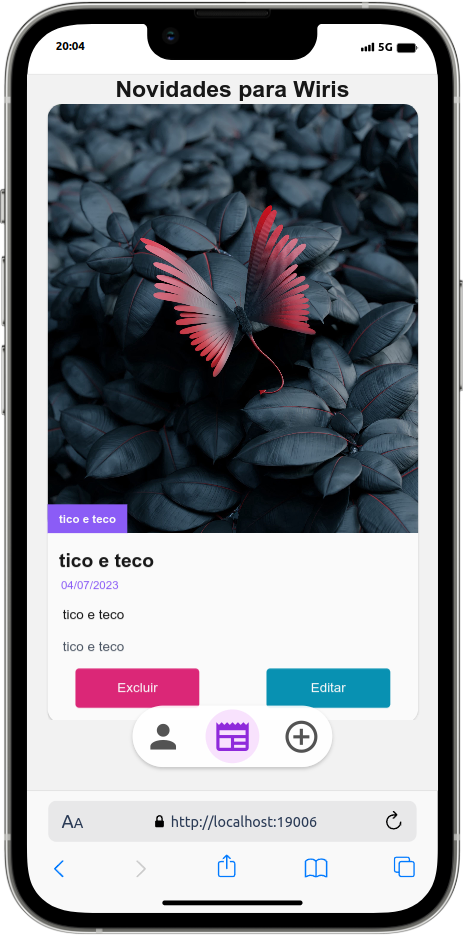 20:04
5G
Novidades para Wiris
tico e teco
tico e teco
04/07/2023
tico e teco
tico e teco
Excluir
Editar
AA
http://localhost:19006